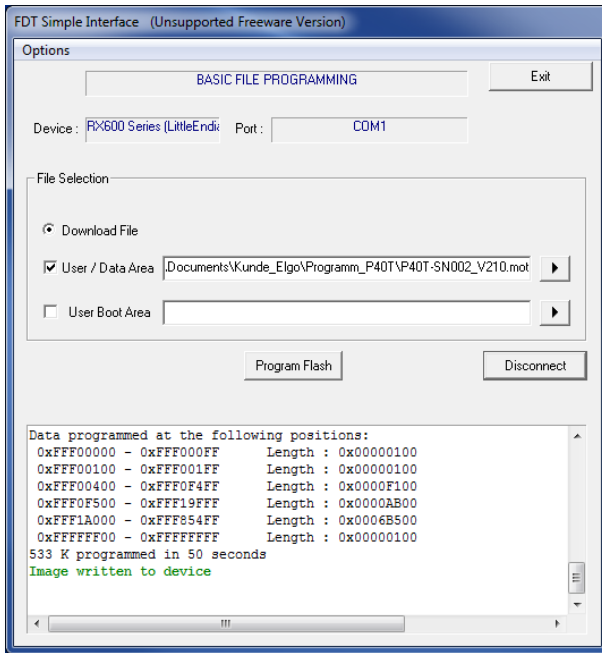 FDT Simple Interface (Unsupported Freeware Version)
Options
BASIC FILE PROGRAMMING
Exit
Device : RX600 Series (LittleEndia Port : COM1
File Selection
Download File
User / Data Area .Documents\Kunde_Elgo\Programm_P40T\P40T-SN002_V210.mot
User Boot Area
Program Flash Disconnect
Data programmed at the following positions:
0xFFF00000 - 0xFFF000FF Length : 0x00000100
0xFFF00100 - 0xFFF001FF Length : 0x00000100
0xFFF00400 - 0xFFF0F4FF Length : 0x0000F100
0xFFF0F500 - 0xFFF19FFF Length : 0x0000AB00
0xFFF1A000 - 0xFFF854FF Length : 0x0006B500
0xFFFFFF00 - 0xFFFFFFFF Length : 0x00000100
533 K programmed in 50 seconds
Image written to device